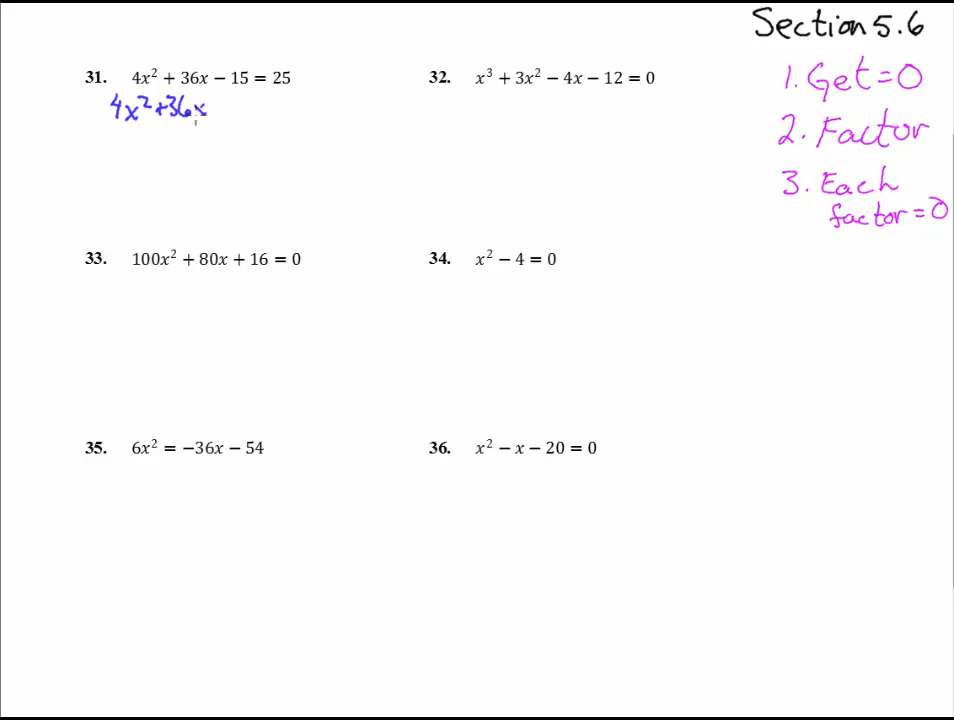 Section 5.6
31. 4x² + 36x − 15 = 25
4x² + 36x
32. x³ + 3x² − 4x − 12 = 0
1. Get = 0
2. Factor
3. Each
factor = 0
33. 100x² + 80x + 16 = 0
34. x² − 4 = 0
35. 6x² = −36x − 54
36. x² − x − 20 = 0